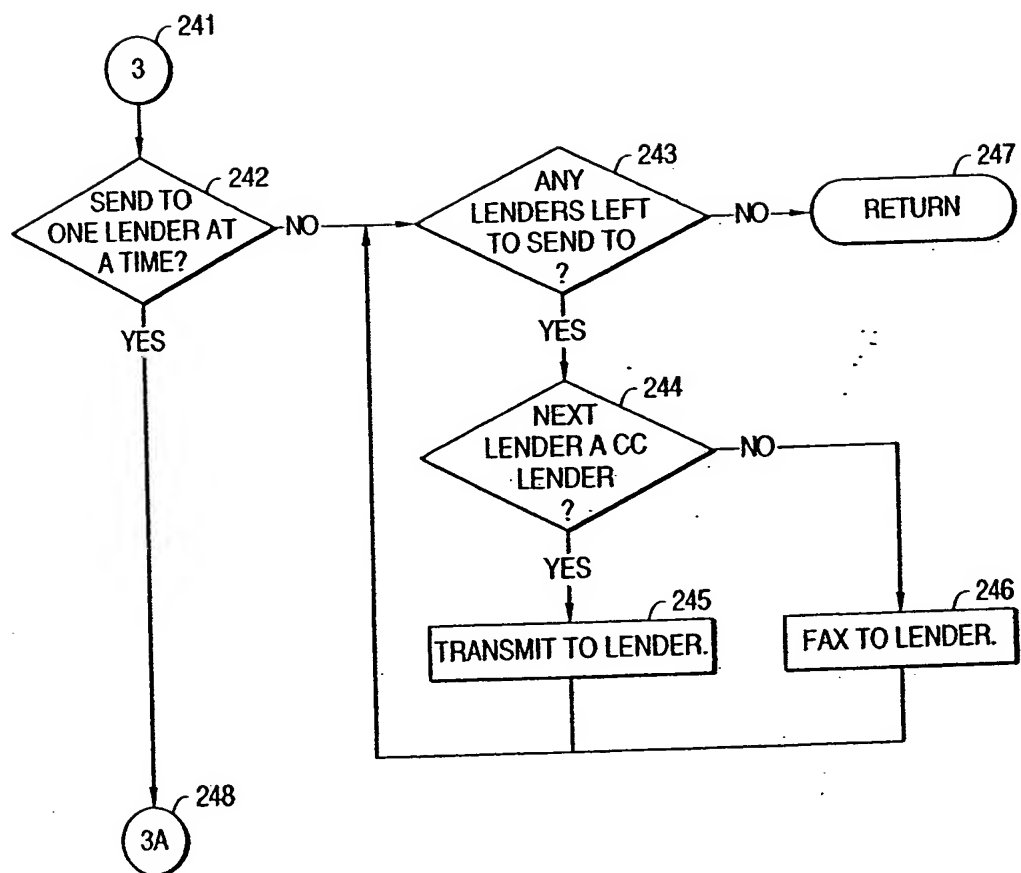 241
3
242
SEND TO
ONE LENDER AT
A TIME?
NO
YES
243
ANY
LENDERS LEFT
TO SEND TO
?
NO
247
RETURN
YES
244
NEXT
LENDER A CC
LENDER
?
NO
YES
245
TRANSMIT TO LENDER.
246
FAX TO LENDER.
248
3A